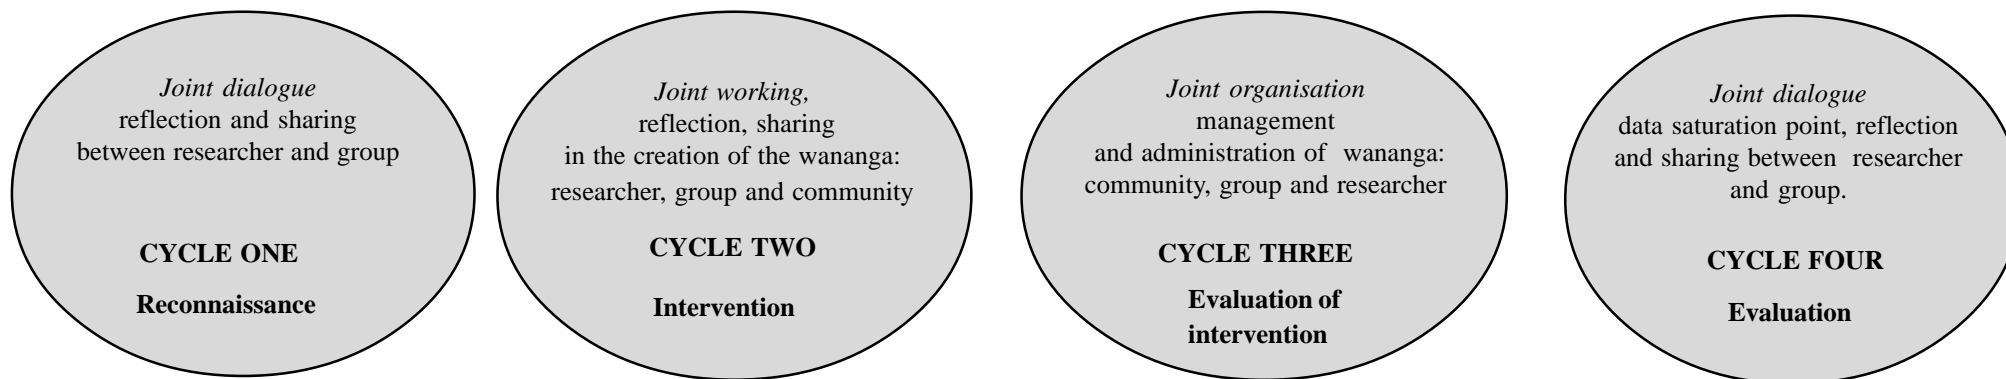 Joint dialogue
reflection and sharing
between researcher and group
CYCLE ONE
Reconnaissance
Joint working,
reflection, sharing
in the creation of the wananga:
researcher, group and community
CYCLE TWO
Intervention
Joint organisation
management
and administration of wananga:
community, group and researcher
CYCLE THREE
Evaluation of
intervention
Joint dialogue
data saturation point, reflection
and sharing between researcher
and group.
CYCLE FOUR
Evaluation